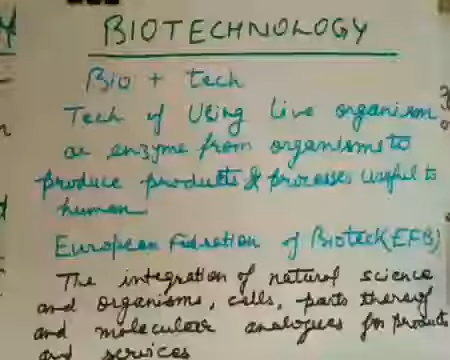 BIOTECHNOLOGY
Bio + tech
Tech of Using Live organism
or enzyme from organisms to
produce products & processes useful to
human
European Fedration of Biotech(EFB)
The integration of natural science
and organisms, cells, parts thereof
and molecular analogues for products
and services